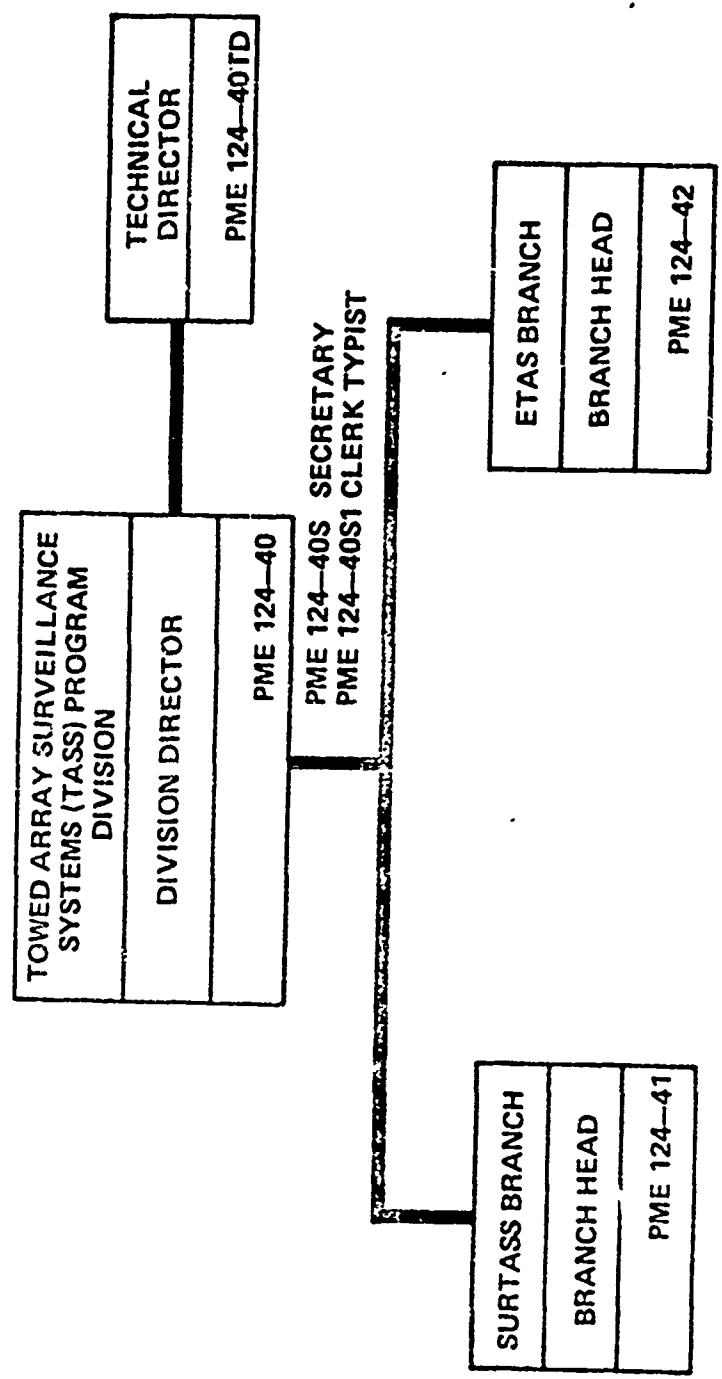 TOWED ARRAY SURVEILLANCE
SYSTEMS (TASS) PROGRAM
DIVISION
DIVISION DIRECTOR
PME 124-40
TECHNICAL
DIRECTOR
PME 124-40TD
PME 124-40S SECRETARY
PME 124-40S1 CLERK TYPIST
SURTASS BRANCH
BRANCH HEAD
PME 124-41
ETAS BRANCH
BRANCH HEAD
PME 124-42